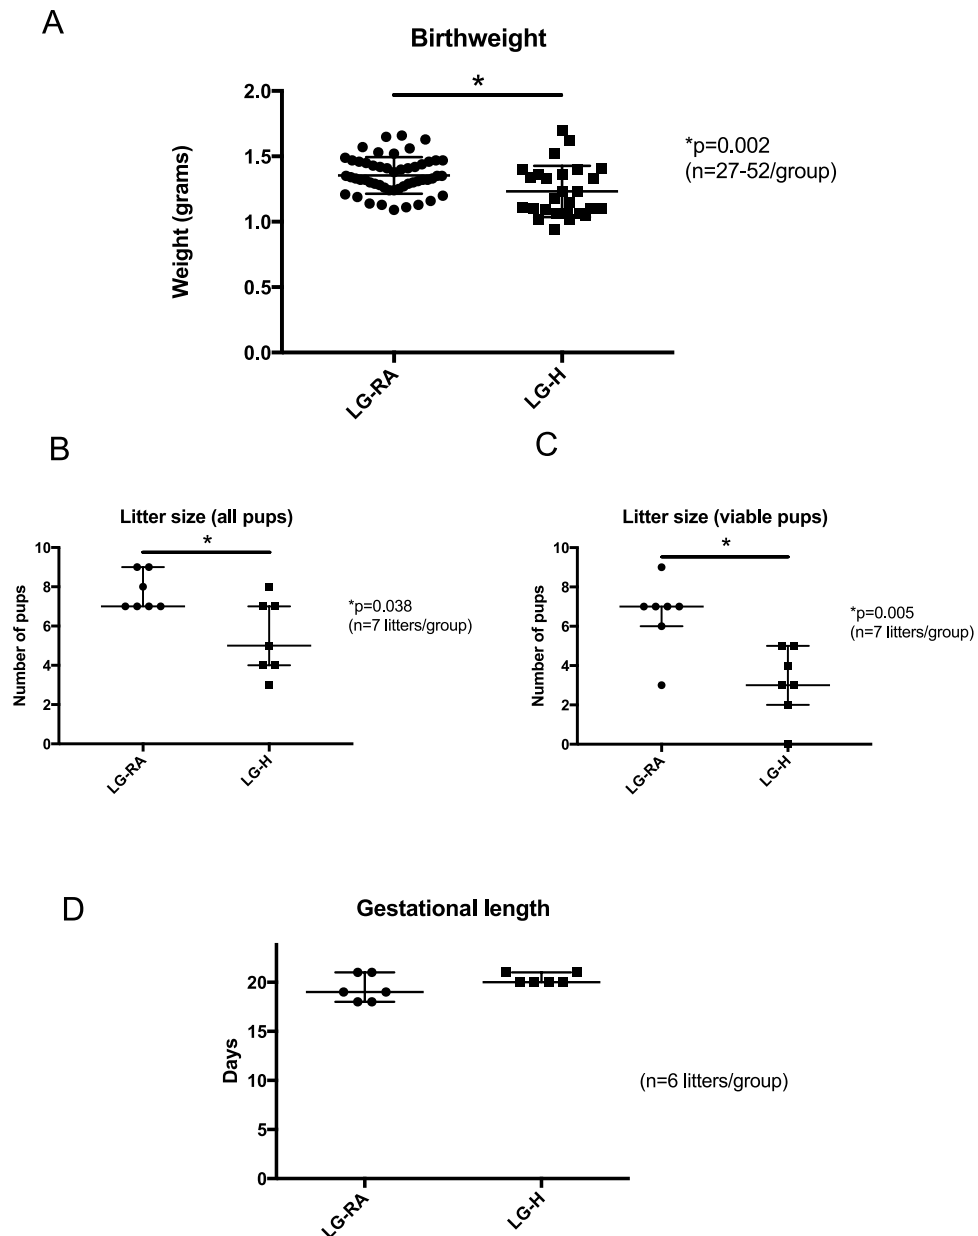 A
Birthweight
*
2.0
1.5
1.0
0.5
0.0
Weight (grams)
LG-RA
LG-H
*p=0.002
(n=27-52/group)
B
Litter size (all pups)
*
10
8
6
4
2
0
Number of pups
LG-RA
LG-H
*p=0.038
(n=7 litters/group)
C
Litter size (viable pups)
*
10
8
6
4
2
0
Number of pups
LG-RA
LG-H
*p=0.005
(n=7 litters/group)
D
Gestational length
20
15
10
5
0
Days
LG-RA
LG-H
(n=6 litters/group)